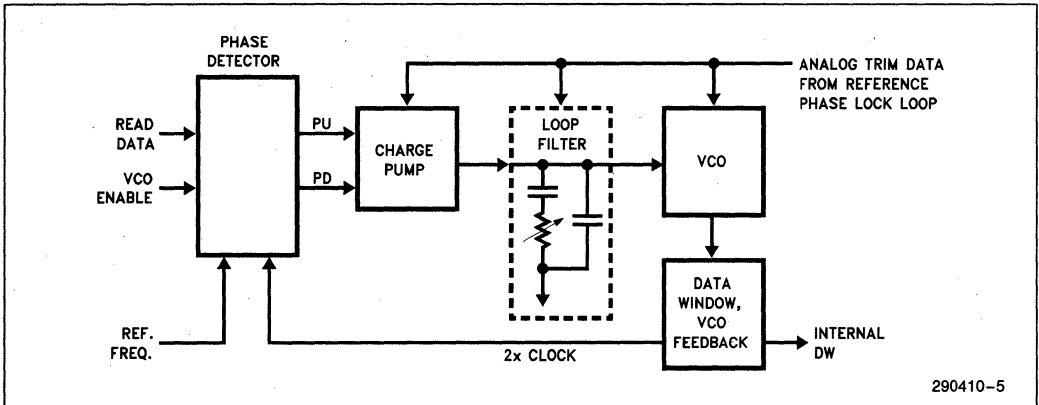 PHASE
DETECTOR
ANALOG TRIM DATA
FROM REFERENCE
PHASE LOCK LOOP
READ
DATA
VCO
ENABLE
PU
PD
CHARGE
PUMP
LOOP
FILTER
VCO
DATA
WINDOW,
VCO
FEEDBACK
REF.
FREQ.
2x CLOCK
INTERNAL
DW
290410-5